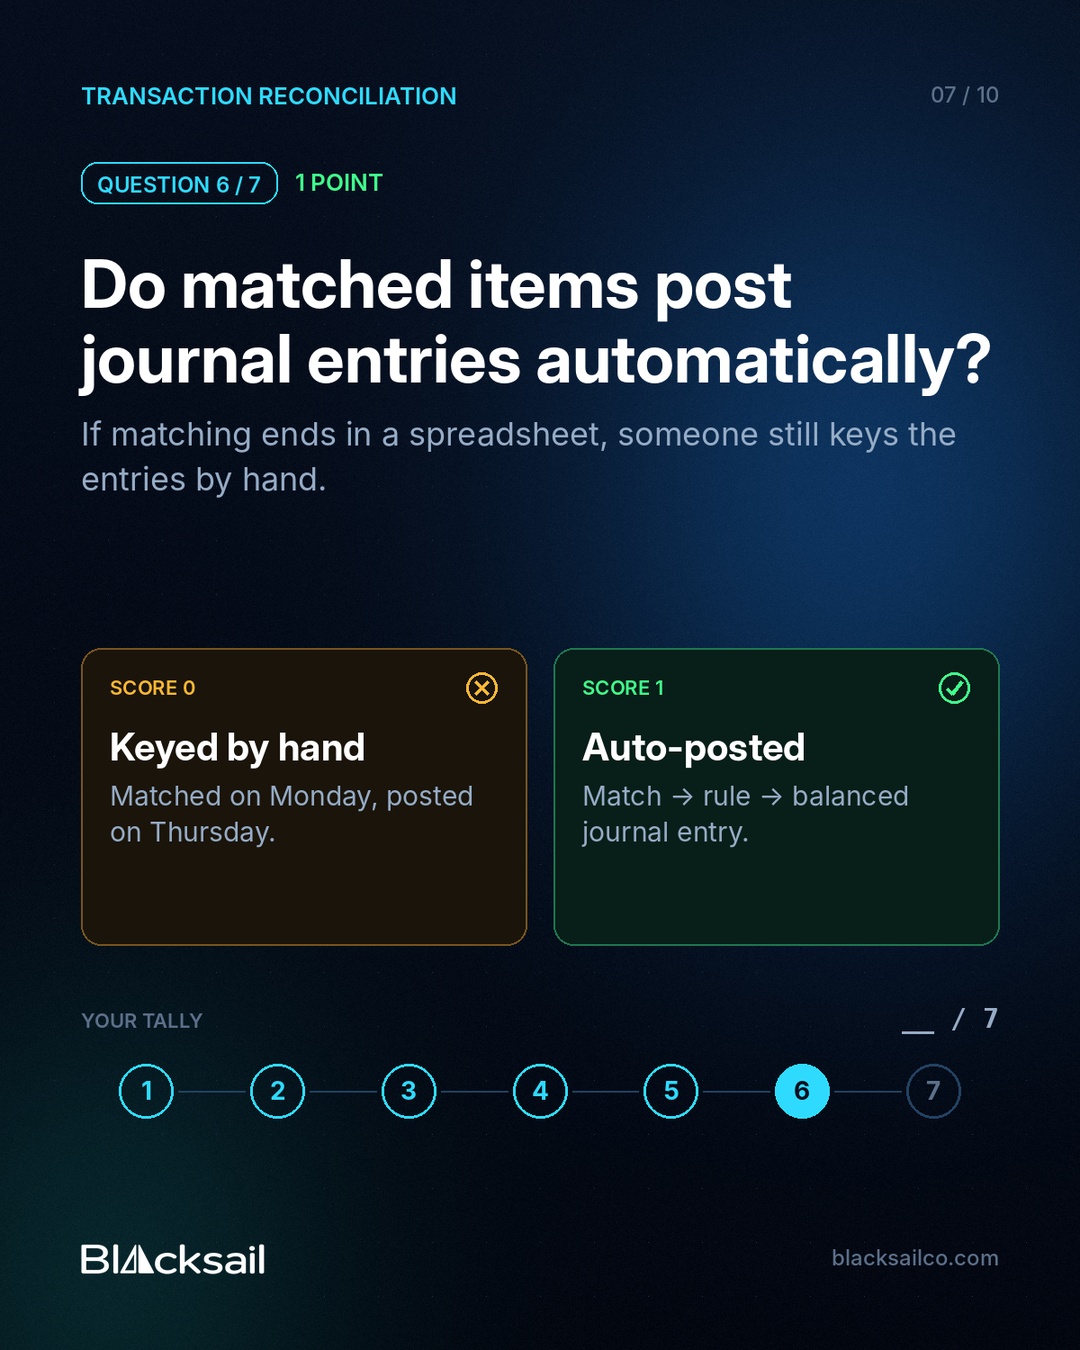 TRANSACTION RECONCILIATION
07 / 10
QUESTION 6 / 7
1 POINT
Do matched items post
journal entries automatically?
If matching ends in a spreadsheet, someone still keys the
entries by hand.
SCORE 0
Keyed by hand
Matched on Monday, posted
on Thursday.
SCORE 1
Auto-posted
Match → rule → balanced
journal entry.
YOUR TALLY
__ / 7
1
2
3
4
5
6
7
Blacksail
blacksailco.com